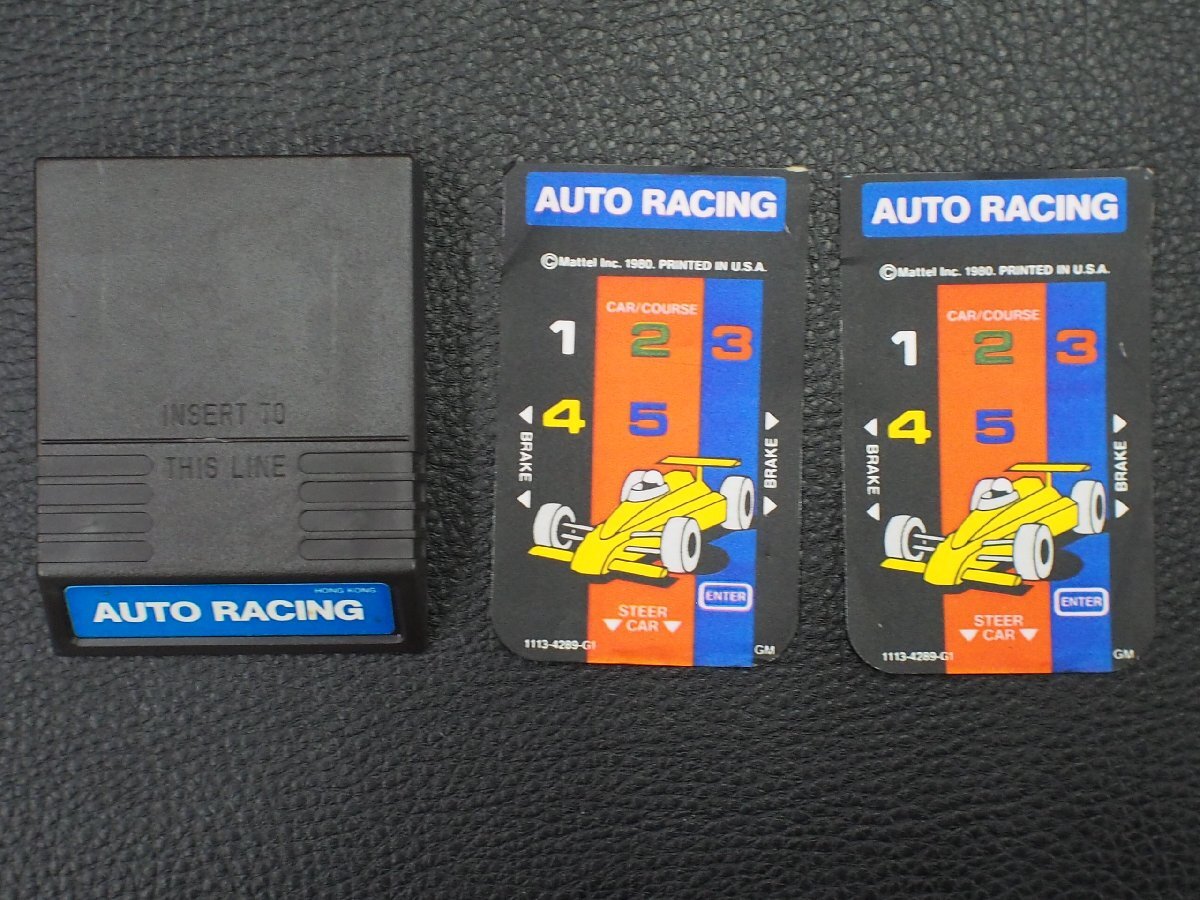 INSERT TO
THIS LINE
HONG KONG
AUTO RACING
AUTO RACING
©Mattel Inc. 1980. PRINTED IN U.S.A.
CAR/COURSE
1 2 3
4 5
BRAKE
BRAKE
ENTER
STEER
CAR
1113-4289-G1
GM
AUTO RACING
©Mattel Inc. 1980. PRINTED IN U.S.A.
CAR/COURSE
1 2 3
4 5
BRAKE
BRAKE
ENTER
STEER
CAR
1113-4289-G1
GM